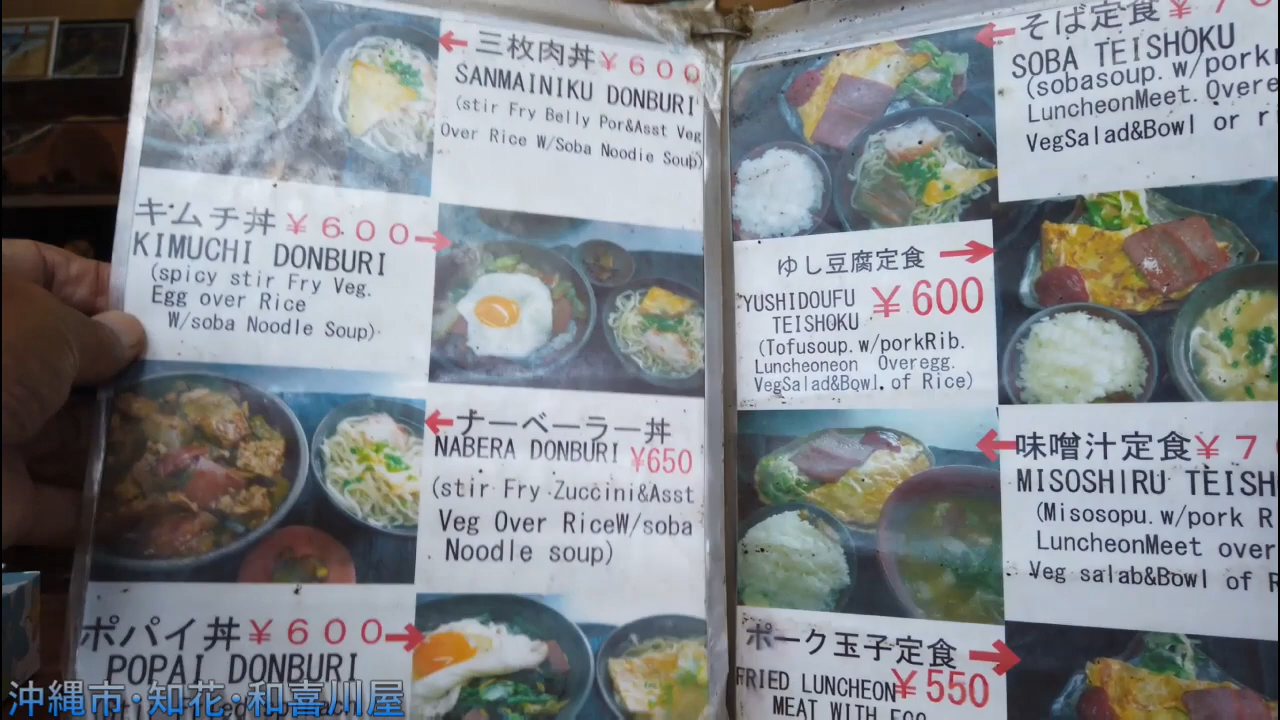 三枚肉丼 ¥600
SANMAINIKU DONBURI
(stir Fry Belly Por&Asst Veg
Over Rice W/Soba Noodle Soup)
キムチ丼 ¥600
KIMUCHI DONBURI
(spicy stir Fry Veg.
Egg over Rice
W/soba Noodle Soup)
ナーベーラー丼
NABERA DONBURI ¥650
(stir Fry Zuccini&Asst
Veg Over RiceW/soba
Noodle soup)
ポパイ丼 ¥600
POPAI DONBURI
そば定食
SOBA TEISHOKU
(sobasoup. w/pork
LuncheonMeet. Overe
VegSalad&Bowl or r
ゆし豆腐定食
YUSHIDOUFU ¥600
TEISHOKU
(Tofusoup. w/porkRib.
Luncheoneon Overegg.
VegSalad&Bowl. of Rice)
味噌汁定食 ¥7
MISOSHIRU TEISH
(Misosopu. w/pork R
LuncheonMeet over
Veg salab&Bowl of R
ポーク玉子定食
FRIED LUNCHEON ¥550
MEAT WITH EGG
沖縄市・知花・和喜川屋